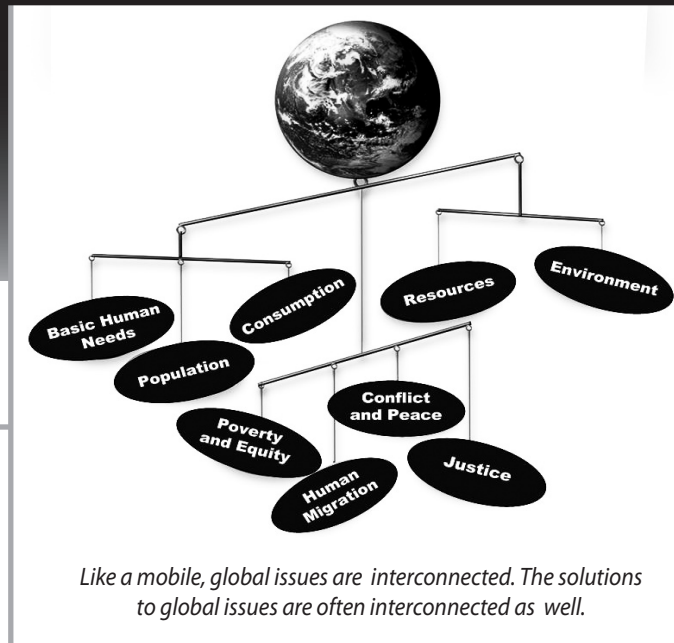 Environment
Resources
Consumption
Basic Human
Needs
Population
Conflict
and Peace
Poverty
and Equity
Justice
Human
Migration
Like a mobile, global issues are interconnected. The solutions
to global issues are often interconnected as well.